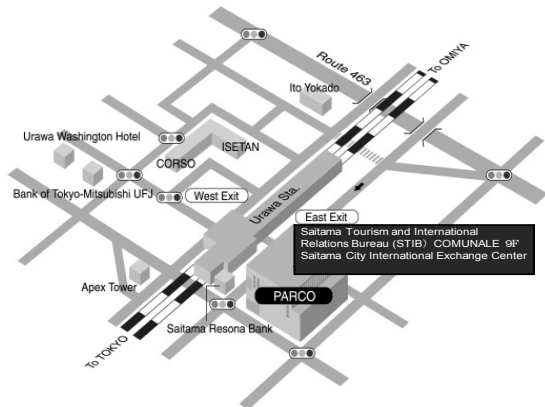 Route 463
To OMIYA
Ito Yokado
Urawa Washington Hotel
ISETAN
CORSO
Bank of Tokyo-Mitsubishi UFJ
West Exit
Urawa Sta.
East Exit
Saitama Tourism and International
Relations Bureau (STIB) COMUNALE 9F
Saitama City International Exchange Center
Apex Tower
PARCO
Saitama Resona Bank
To TOKYO